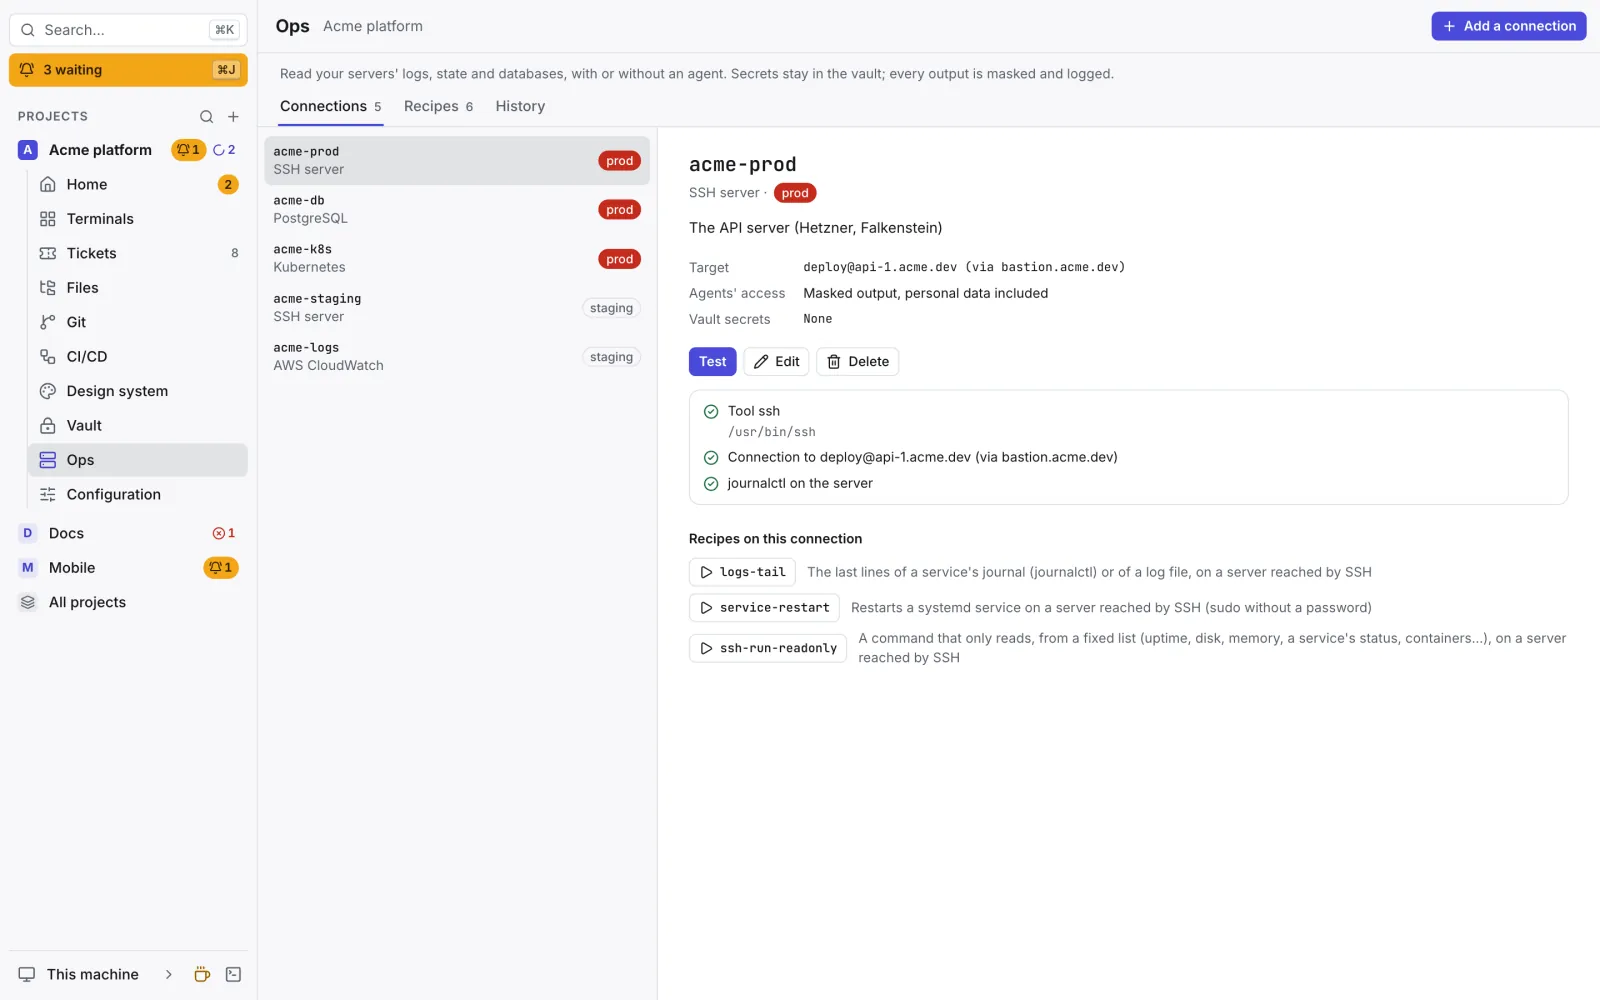 Search...
⌘K
3 waiting
⌘J
PROJECTS
A
Acme platform
1
2
Home
2
Terminals
Tickets
8
Files
Git
CI/CD
Design system
Vault
Ops
Configuration
D
Docs
1
M
Mobile
1
All projects
This machine
Ops
Acme platform
Add a connection
Read your servers' logs, state and databases, with or without an agent. Secrets stay in the vault; every output is masked and logged.
Connections 5
Recipes 6
History
acme-prod
SSH server
prod
acme-db
PostgreSQL
prod
acme-k8s
Kubernetes
prod
acme-staging
SSH server
staging
acme-logs
AWS CloudWatch
staging
acme-prod
SSH server · prod
The API server (Hetzner, Falkenstein)
Target deploy@api-1.acme.dev (via bastion.acme.dev)
Agents' access Masked output, personal data included
Vault secrets None
Test
Edit
Delete
Tool ssh
/usr/bin/ssh
Connection to deploy@api-1.acme.dev (via bastion.acme.dev)
journalctl on the server
Recipes on this connection
logs-tail The last lines of a service's journal (journalctl) or of a log file, on a server reached by SSH
service-restart Restarts a systemd service on a server reached by SSH (sudo without a password)
ssh-run-readonly A command that only reads, from a fixed list (uptime, disk, memory, a service's status, containers...), on a server
reached by SSH